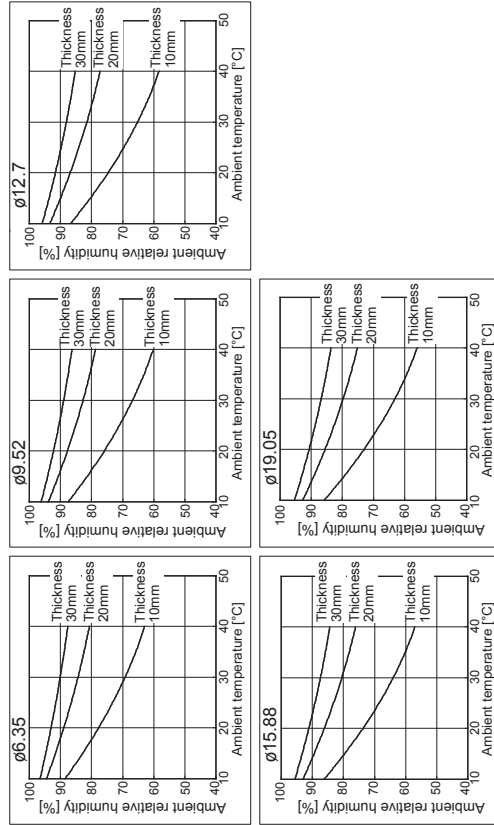 ø6.35
Ambient relative humidity [%]
100
90
80
70
60
50
40
10
20
30
40
50
Ambient temperature [°C]
Thickness
30mm
Thickness
20mm
Thickness
10mm
ø9.52
Ambient relative humidity [%]
100
90
80
70
60
50
40
10
20
30
40
50
Ambient temperature [°C]
Thickness
30mm
Thickness
20mm
Thickness
10mm
ø12.7
Ambient relative humidity [%]
100
90
80
70
60
50
40
10
20
30
40
50
Ambient temperature [°C]
Thickness
30mm
Thickness
20mm
Thickness
10mm
ø15.88
Ambient relative humidity [%]
100
90
80
70
60
50
40
10
20
30
40
50
Ambient temperature [°C]
Thickness
30mm
Thickness
20mm
Thickness
10mm
ø19.05
Ambient relative humidity [%]
100
90
80
70
60
50
40
10
20
30
40
50
Ambient temperature [°C]
Thickness
30mm
Thickness
20mm
Thickness
10mm